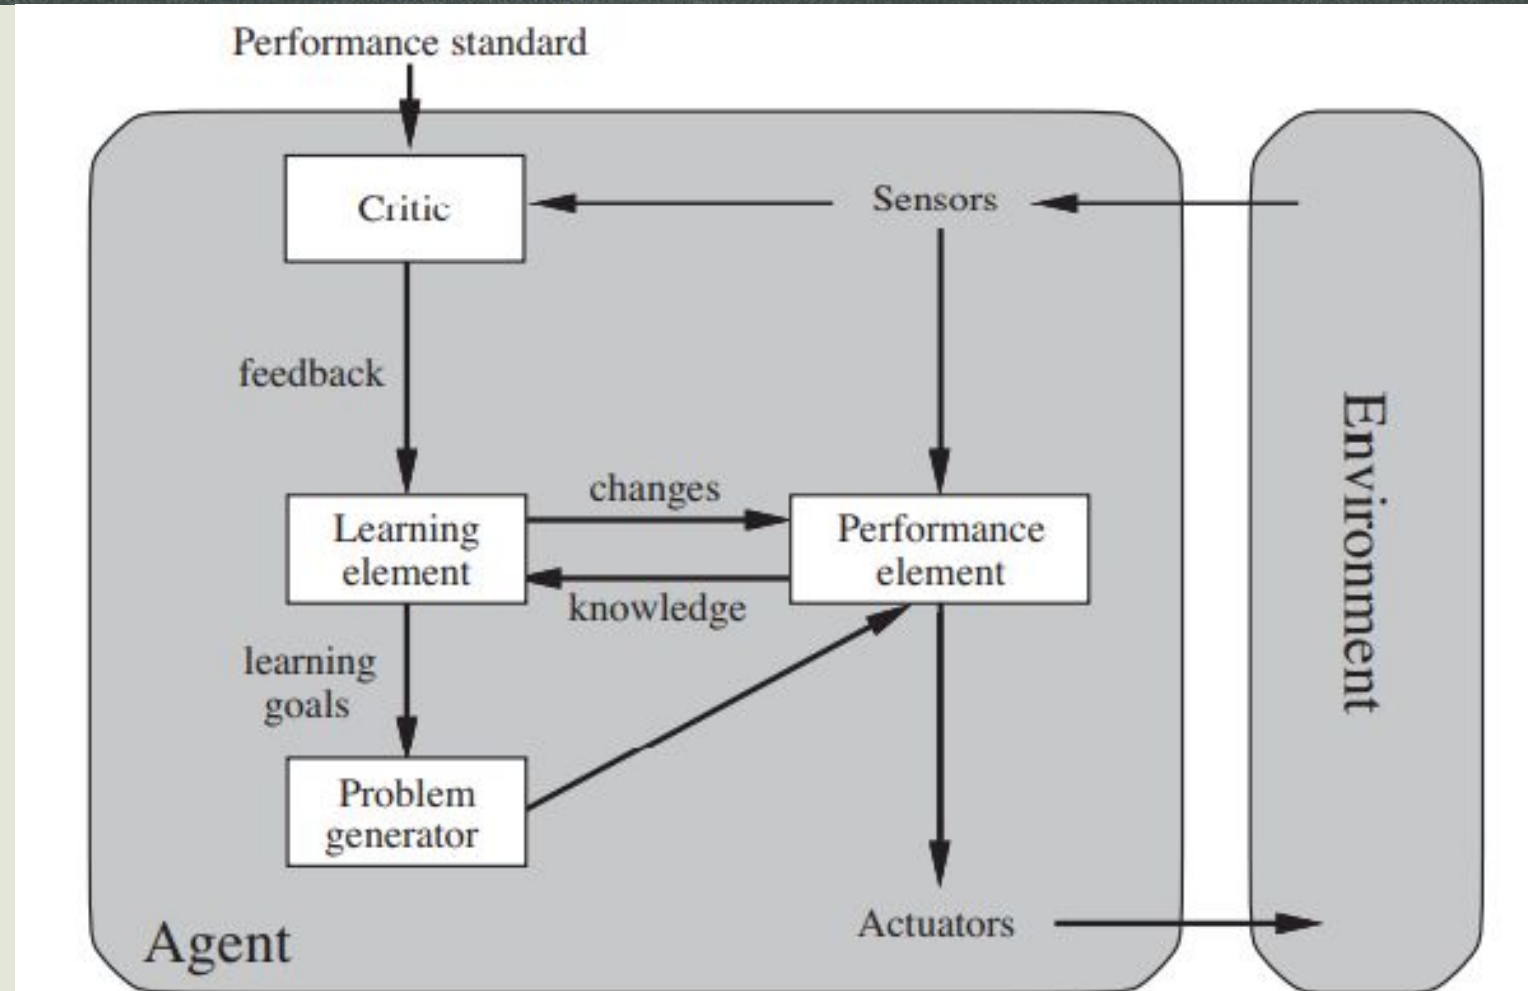 Performance standard
Critic
Sensors
feedback
changes
Learning
element
Performance
element
knowledge
learning
goals
Problem
generator
Agent
Actuators
Environment